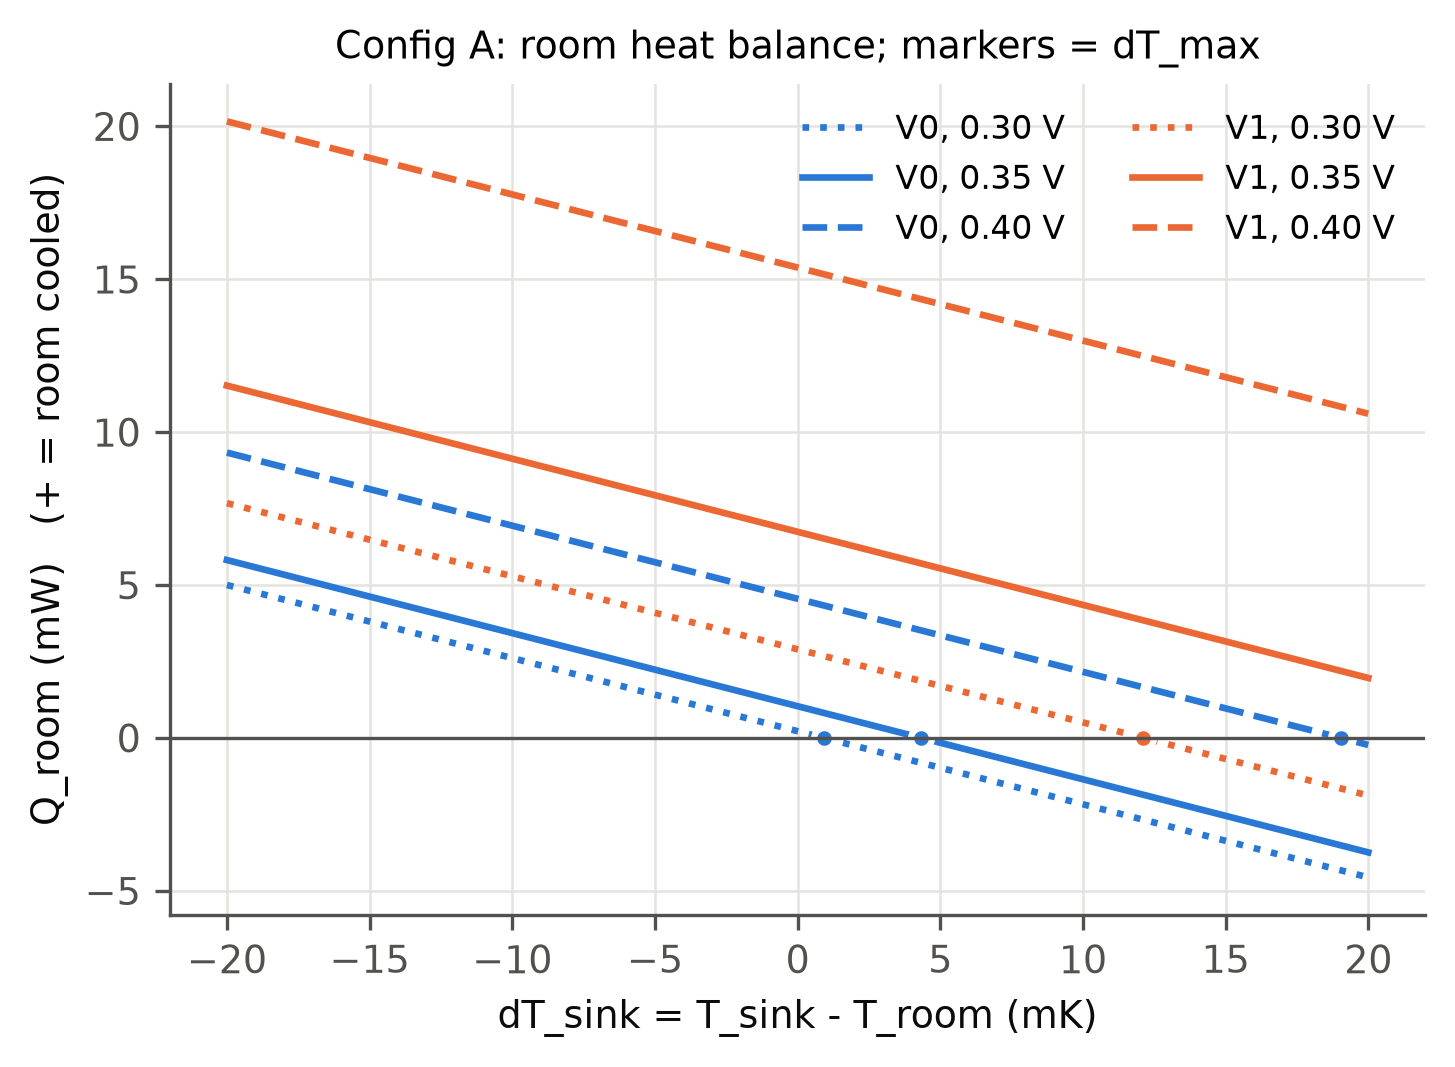 Config A: room heat balance; markers = dT_max
Q_room (mW)   (+ = room cooled)
20
15
10
5
0
−5
V0, 0.30 V
V0, 0.35 V
V0, 0.40 V
V1, 0.30 V
V1, 0.35 V
V1, 0.40 V
−20 −15 −10 −5 0 5 10 15 20
dT_sink = T_sink - T_room (mK)